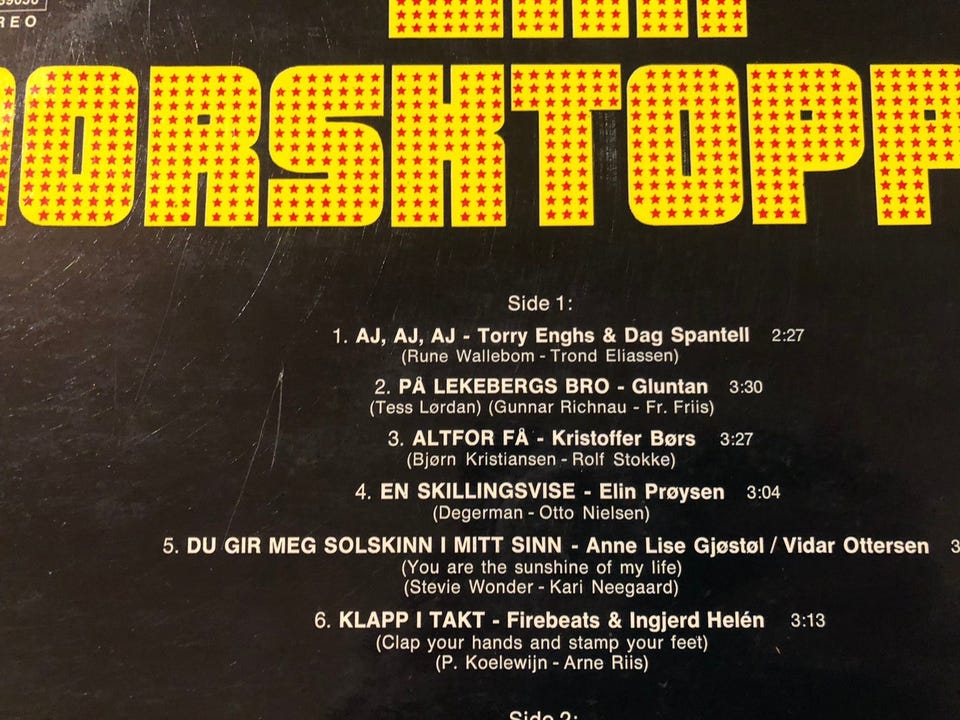 REO
ORSKTOPP
Side 1:
1. AJ, AJ, AJ - Torry Enghs & Dag Spantell 2:27
(Rune Wallebom - Trond Eliassen)
2. PÅ LEKEBERGS BRO - Gluntan 3:30
(Tess Lørdan) (Gunnar Richnau - Fr. Friis)
3. ALTFOR FÅ - Kristoffer Børs 3:27
(Bjørn Kristiansen - Rolf Stokke)
4. EN SKILLINGSVISE - Elin Prøysen 3:04
(Degerman - Otto Nielsen)
5. DU GIR MEG SOLSKINN I MITT SINN - Anne Lise Gjøstøl / Vidar Ottersen 3
(You are the sunshine of my life)
(Stevie Wonder - Kari Neegaard)
6. KLAPP I TAKT - Firebeats & Ingjerd Helén 3:13
(Clap your hands and stamp your feet)
(P. Koelewijn - Arne Riis)
Side 2: